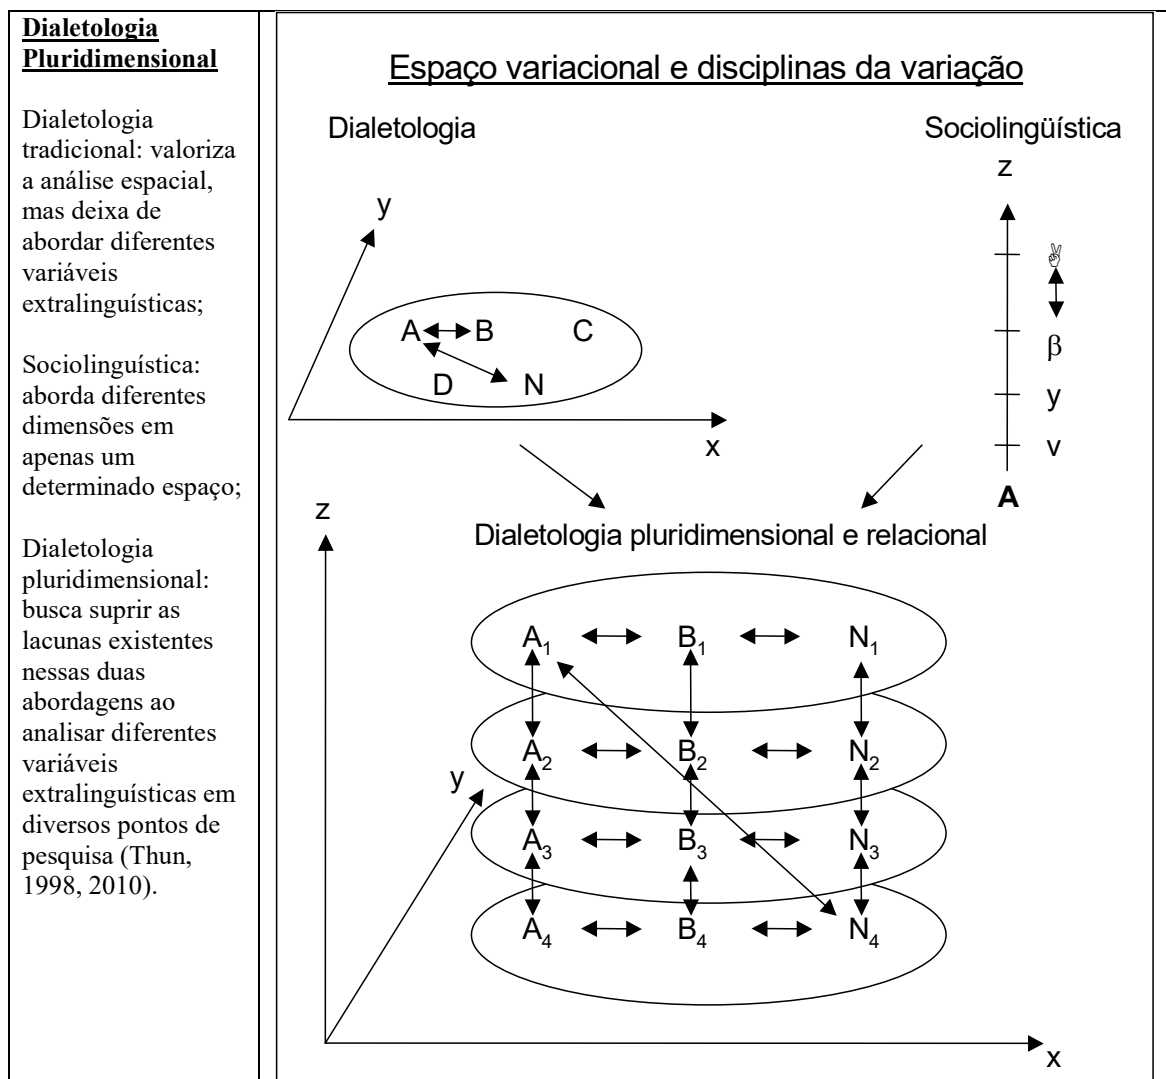 Dialetologia
Pluridimensional
Dialetologia
tradicional: valoriza
a análise espacial,
mas deixa de
abordar diferentes
variáveis
extralinguísticas;
Sociolinguística:
aborda diferentes
dimensões em
apenas um
determinado espaço;
Dialetologia
pluridimensional:
busca suprir as
lacunas existentes
nessas duas
abordagens ao
analisar diferentes
variáveis
extralinguísticas em
diversos pontos de
pesquisa (Thun,
1998, 2010).
Espaço variacional e disciplinas da variação
Dialetologia
y
A B C
D N
x
Sociolingüística
z
✌
β
y
v
A
Dialetologia pluridimensional e relacional
z
A₁ B₁ N₁
A₂ B₂ N₂
y
A₃ B₃ N₃
A₄ B₄ N₄
x